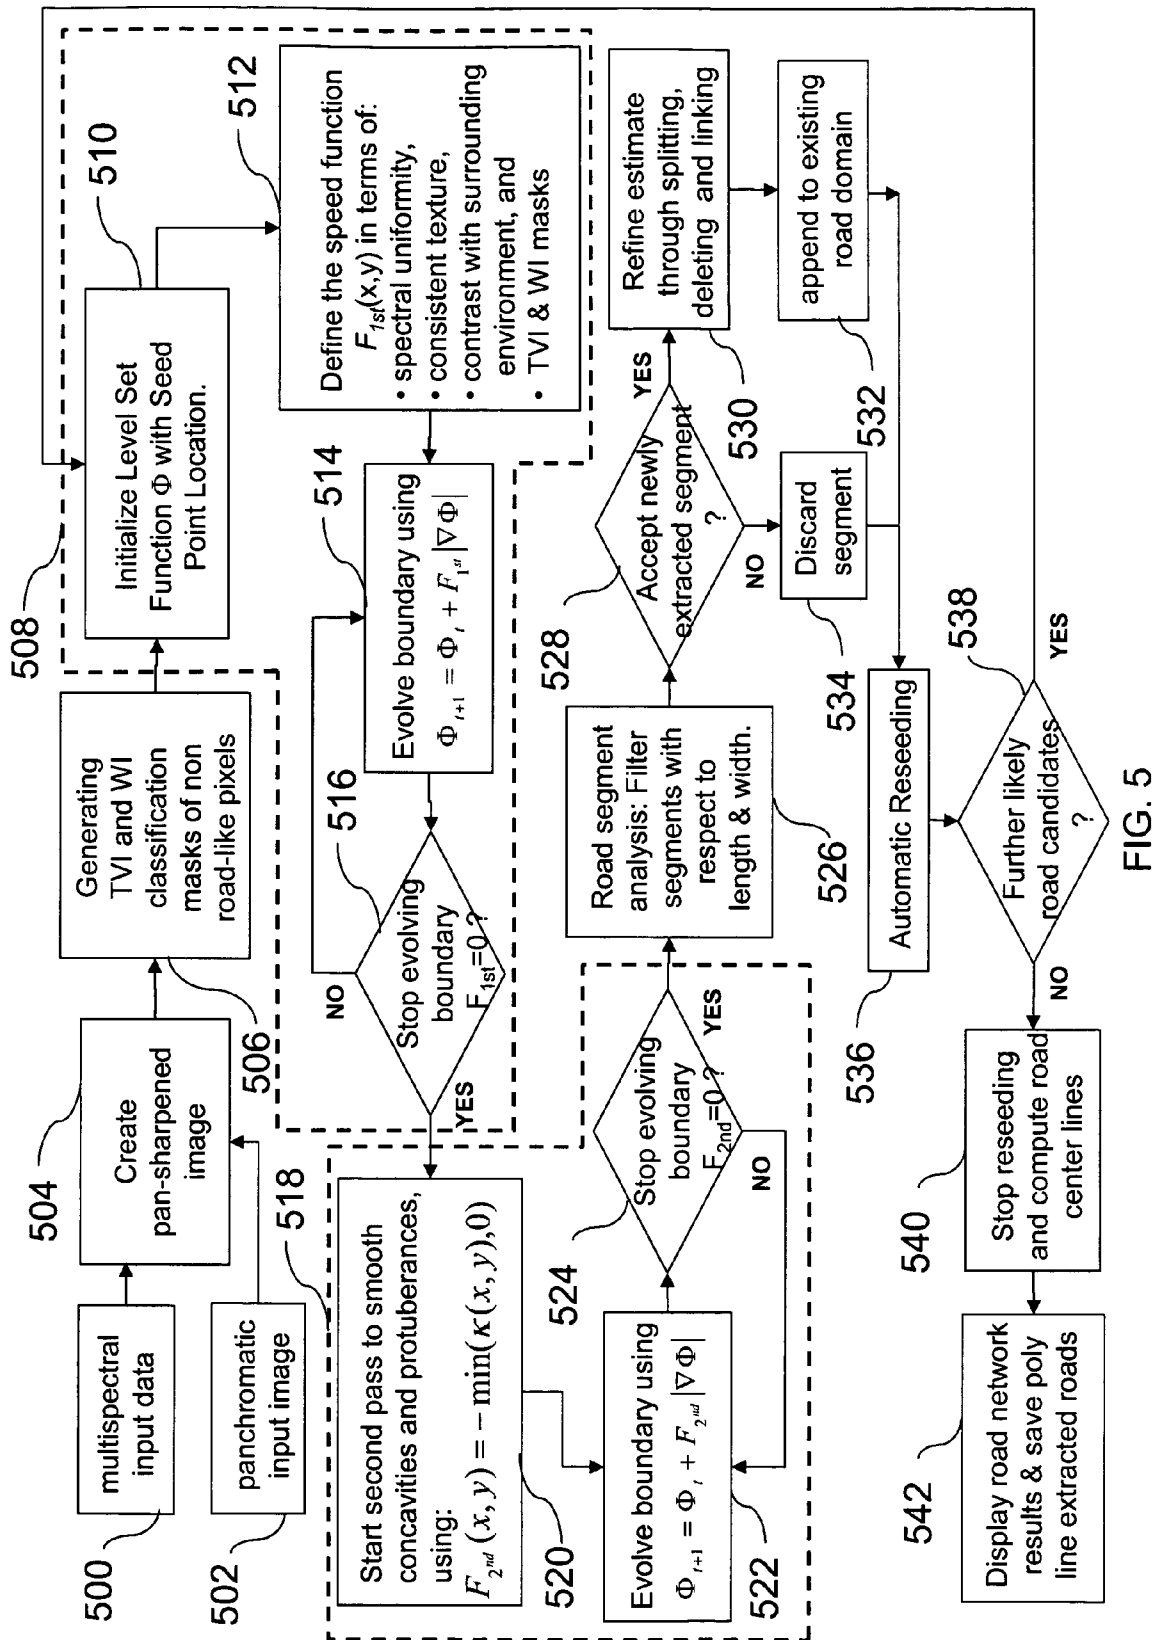 500
multispectral
input data
502
panchromatic
input image
504
Create
pan-sharpened
image
506
Generating
TVI and WI
classification
masks of non
road-like pixels
508
510
Initialize Level Set
Function Φ with Seed
Point Location.
512
Define the speed function
F1st(x,y) in terms of:
• spectral uniformity,
• consistent texture,
• contrast with surrounding
environment, and
• TVI & WI masks
514
Evolve boundary using
Φt+1 = Φt + F1st |∇Φ|
516
Stop evolving
boundary
F1st=0 ?
NO
YES
518
Start second pass to smooth
concavities and protuberances,
using:
F2nd (x, y) = −min(κ(x, y),0)
520
522
Evolve boundary using
Φt+1 = Φt + F2nd |∇Φ|
524
Stop evolving
boundary
F2nd=0 ?
YES
NO
526
Road segment
analysis: Filter
segments with
respect to
length & width.
528
Accept newly
extracted segment
?
YES
NO
530
Refine estimate
through splitting,
deleting and linking
532
append to existing
road domain
534
Discard
segment
536
Automatic Reseeding
538
Further likely
road candidates
?
YES
NO
540
Stop reseeding
and compute road
center lines
542
Display road network
results & save poly
line extracted roads
FIG. 5